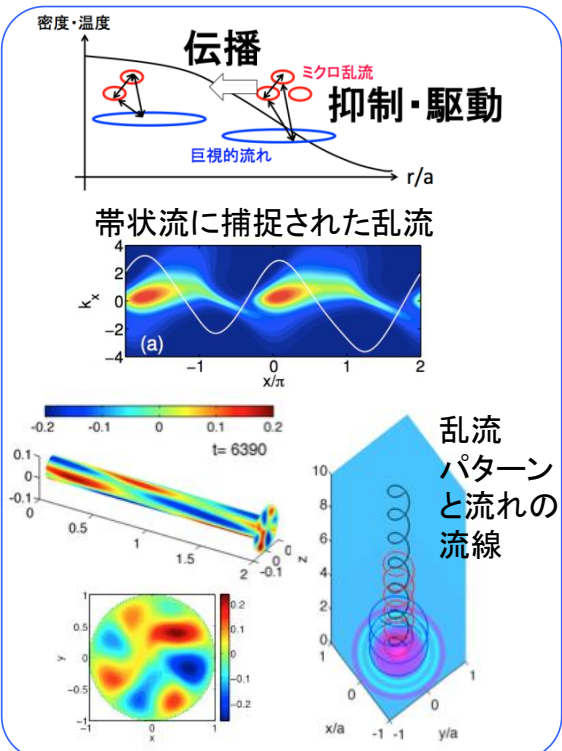 密度・温度
伝播
ミクロ乱流
抑制・駆動
巨視的流れ
r/a
帯状流に捕捉された乱流
4
2
0
-2
-4
kx
(a)
-1 0 1 2
x/π
-0.2 -0.1 0 0.1 0.2
t= 6390
0.1
0
-0.1
0
0.5
1
1.5
2
0
-0.1
1
0.5
0
-0.5
-1
y
-1 0 1
x
0.2
0.1
0
-0.1
-0.2
乱流
パターン
と流れの
流線
10
8
6
4
2
0
z
1
0
-1
x/a
-1
0
1
y/a